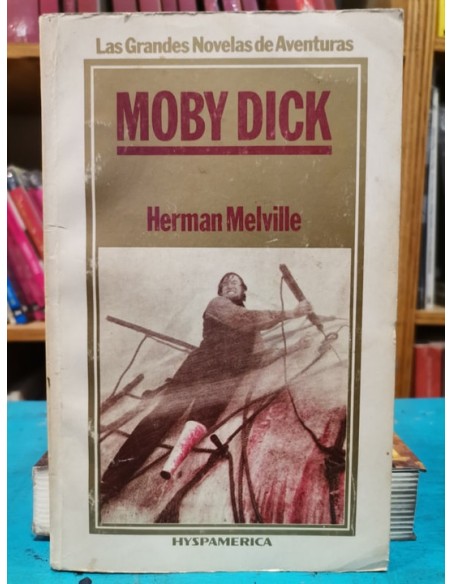 Las Grandes Novelas de Aventuras
MOBY DICK
Herman Melville
HYSPAMERICA